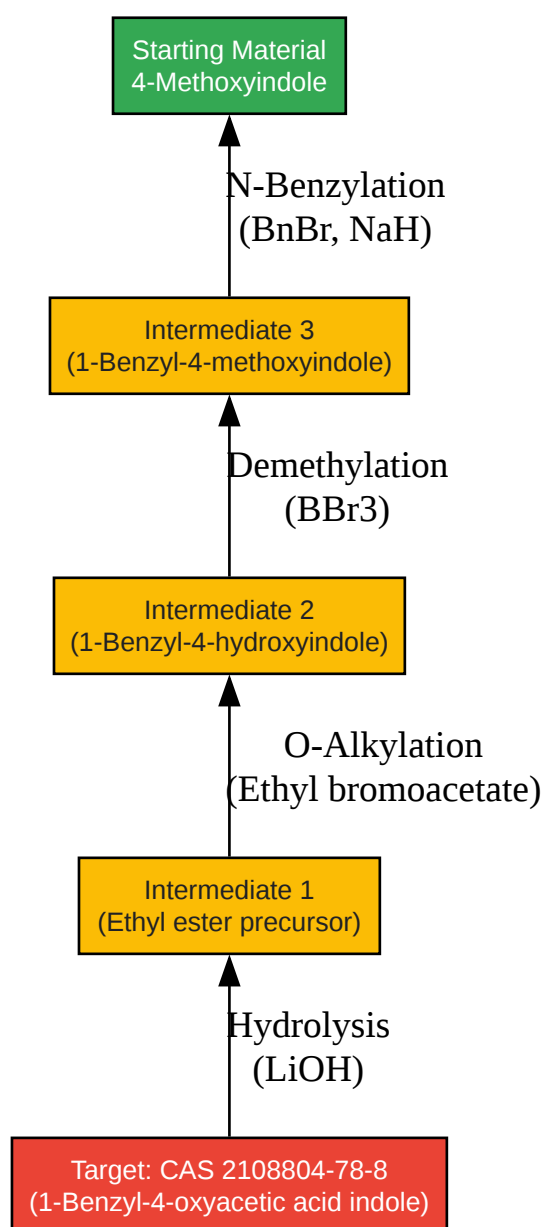 Starting Material
4-Methoxyindole
N-Benzylation
(BnBr, NaH)
Intermediate 3
(1-Benzyl-4-methoxyindole)
Demethylation
(BBr3)
Intermediate 2
(1-Benzyl-4-hydroxyindole)
O-Alkylation
(Ethyl bromoacetate)
Intermediate 1
(Ethyl ester precursor)
Hydrolysis
(LiOH)
Target: CAS 2108804-78-8
(1-Benzyl-4-oxyacetic acid indole)